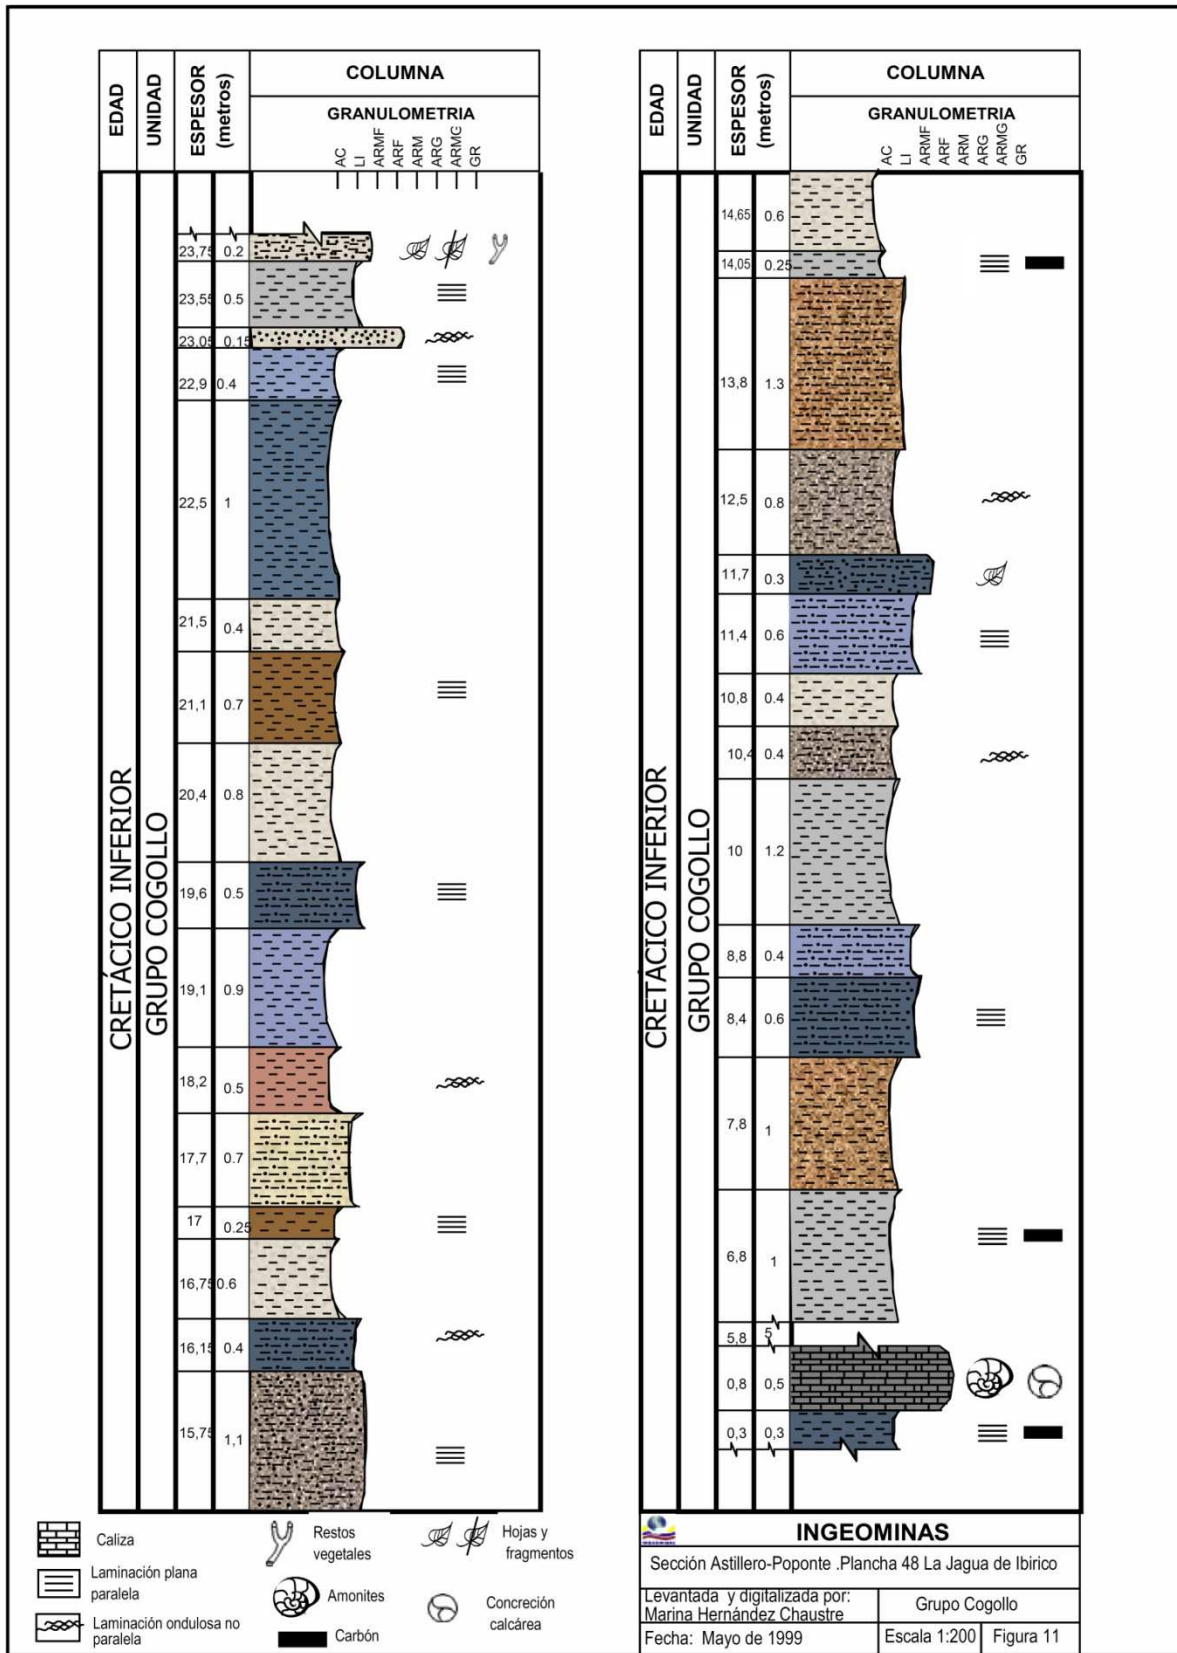 EDAD
UNIDAD
ESPESOR
(metros)
COLUMNA
GRANULOMETRIA
AC
LI
ARMF
ARF
ARM
ARG
ARMG
GR
CRETÁCICO INFERIOR
GRUPO COGOLLO
23,75 0.2
23,55 0.5
23,05 0.15
22,9 0.4
22,5 1
21,5 0.4
21,1 0.7
20,4 0.8
19,6 0.5
19,1 0.9
18,2 0.5
17,7 0.7
17 0.25
16,75 0.6
16,15 0.4
15,75 1,1
EDAD
UNIDAD
ESPESOR
(metros)
COLUMNA
GRANULOMETRIA
AC
LI
ARMF
ARF
ARM
ARG
ARMG
GR
CRETÁCICO INFERIOR
GRUPO COGOLLO
14,65 0.6
14,05 0.25
13,8 1.3
12,5 0.8
11,7 0.3
11,4 0.6
10,8 0.4
10,4 0.4
10 1.2
8,8 0.4
8,4 0.6
7,8 1
6,8 1
5,8 5
0,8 0,5
0,3 0,3
Caliza
Laminación plana
paralela
Laminación ondulosa no
paralela
Restos
vegetales
Amonites
Carbón
Hojas y
fragmentos
Concreción
calcárea
INGEOMINAS
INGEOMINAS
Sección Astillero-Poponte .Plancha 48 La Jagua de Ibirico
Levantada y digitalizada por:
Marina Hernández Chaustre
Grupo Cogollo
Fecha: Mayo de 1999
Escala 1:200
Figura 11